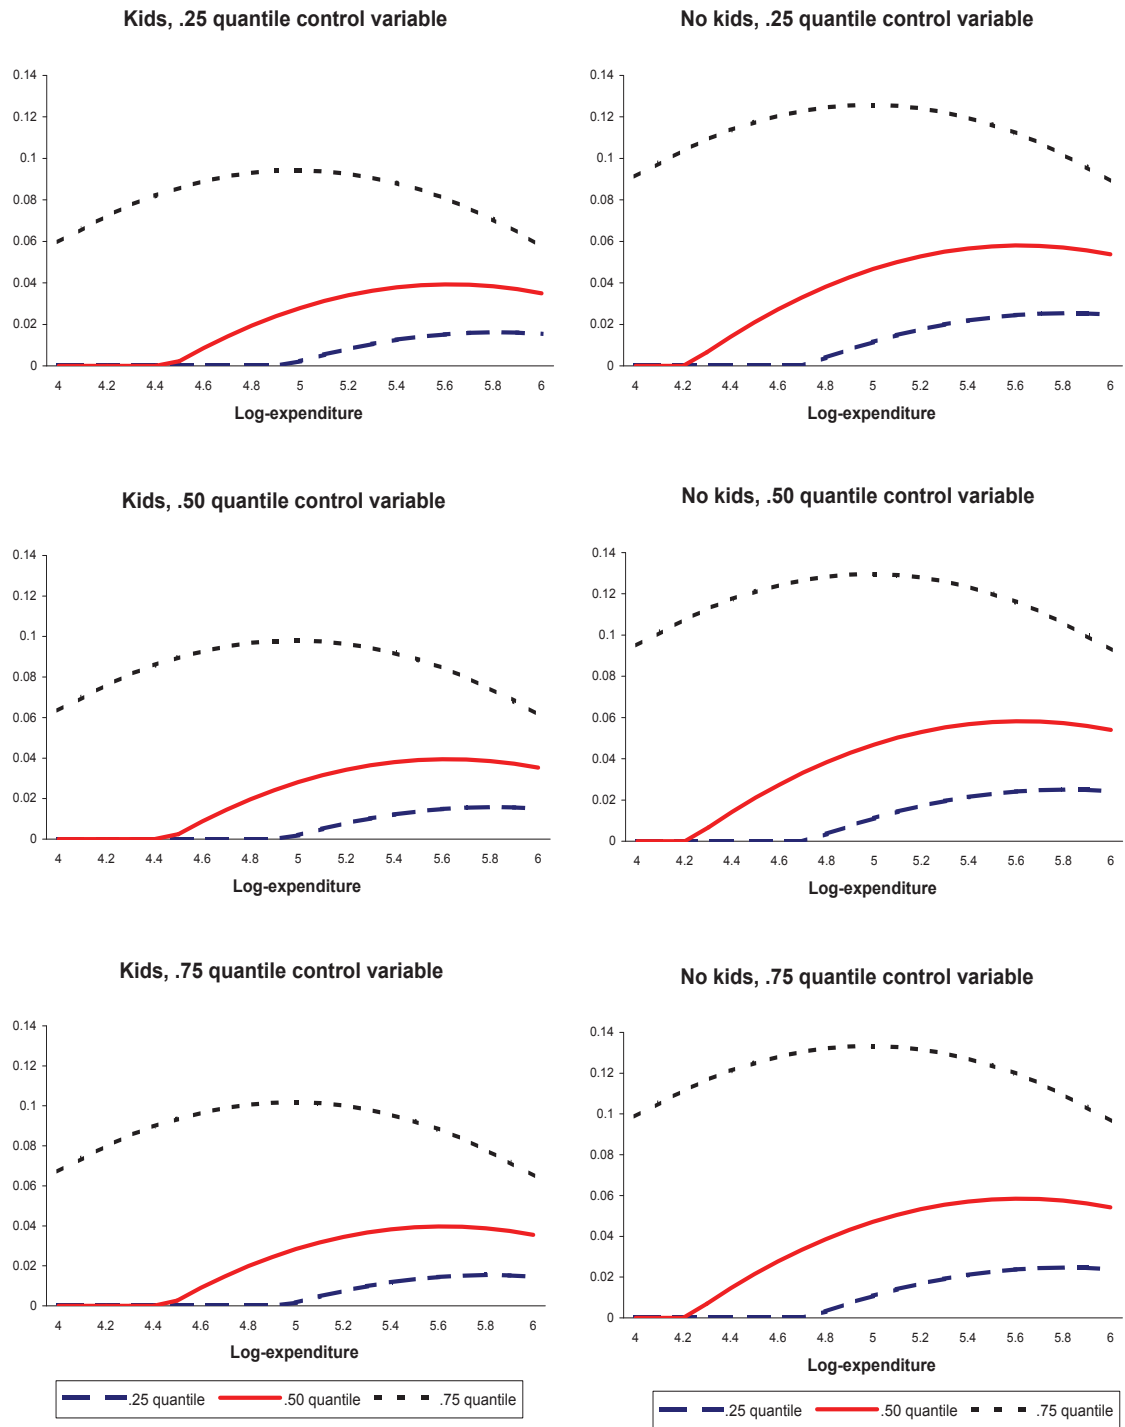 Kids, .25 quantile control variable
0.14
0.12
0.1
0.08
0.06
0.04
0.02
0
4 4.2 4.4 4.6 4.8 5 5.2 5.4 5.6 5.8 6
Log-expenditure
No kids, .25 quantile control variable
0.14
0.12
0.1
0.08
0.06
0.04
0.02
0
4 4.2 4.4 4.6 4.8 5 5.2 5.4 5.6 5.8 6
Log-expenditure
Kids, .50 quantile control variable
0.14
0.12
0.1
0.08
0.06
0.04
0.02
0
4 4.2 4.4 4.6 4.8 5 5.2 5.4 5.6 5.8 6
Log-expenditure
No kids, .50 quantile control variable
0.14
0.12
0.1
0.08
0.06
0.04
0.02
0
4 4.2 4.4 4.6 4.8 5 5.2 5.4 5.6 5.8 6
Log-expenditure
Kids, .75 quantile control variable
0.14
0.12
0.1
0.08
0.06
0.04
0.02
0
4 4.2 4.4 4.6 4.8 5 5.2 5.4 5.6 5.8 6
Log-expenditure
.25 quantile .50 quantile .75 quantile
No kids, .75 quantile control variable
0.14
0.12
0.1
0.08
0.06
0.04
0.02
0
4 4.2 4.4 4.6 4.8 5 5.2 5.4 5.6 5.8 6
Log-expenditure
.25 quantile .50 quantile .75 quantile